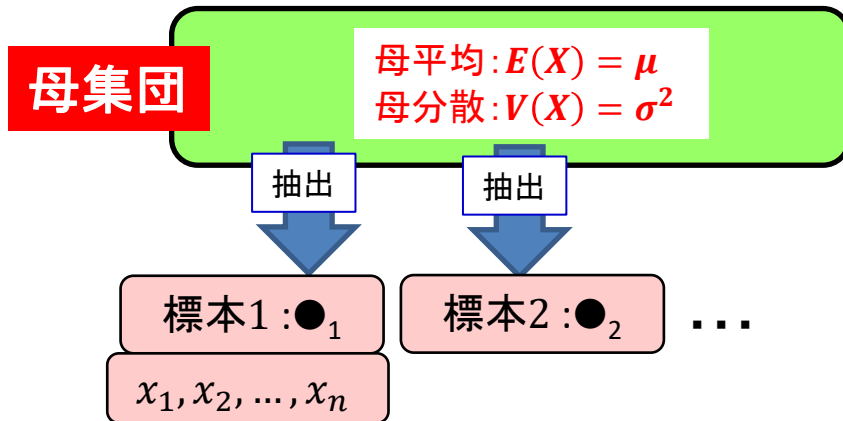 母集団
母平均:E(X) = μ
母分散:V(X) = σ²
抽出
抽出
標本1 :●₁
標本2 :●₂
...
x₁, x₂, ..., xₙ